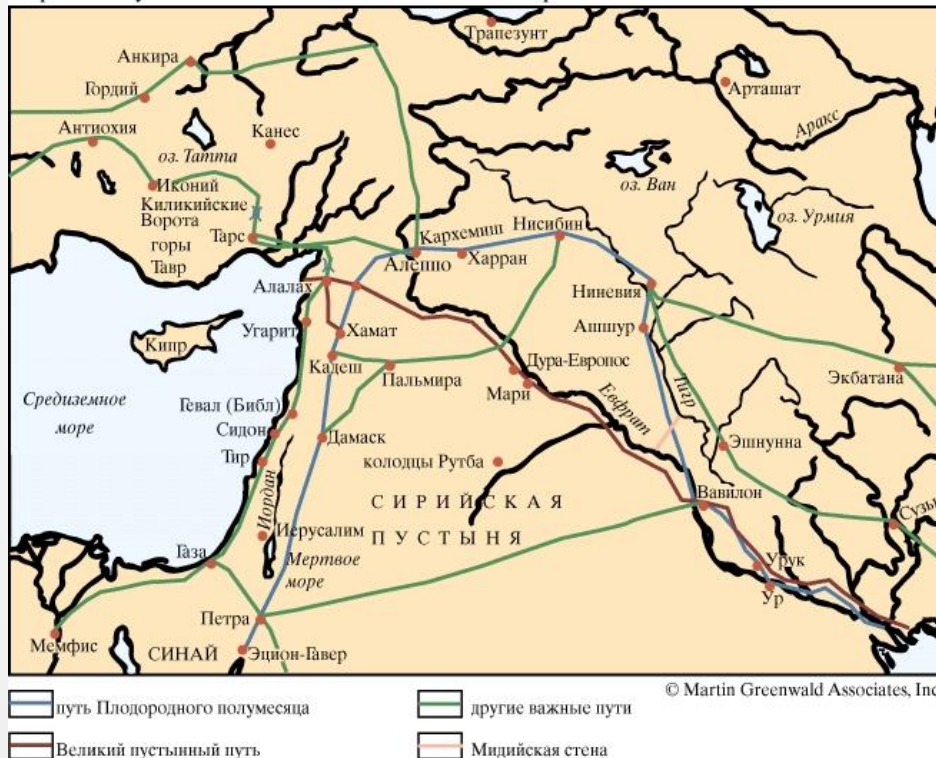 Трапезунт
Анкира
Гордий
Арташат
Антиохия
Канес
Аракс
оз. Татта
оз. Ван
Иконий
Киликийские
Ворота
оз. Урмия
Нисибин
Кархемиш
Тарс
горы
Тавр
Алеппо
Харран
Алалах
Ниневия
Угарит
Хамат
Ашшур
Кипр
Кадеш
Дура-Европос
Пальмира
Мари
Экбатана
Евфрат
Тигр
Средиземное
море
Гевал (Библ)
Сидон
Дамаск
Эшнунна
Тир
колодцы Рутба
Иордан
СИРИЙСКАЯ
Вавилон
Сузы
Иерусалим
ПУСТЫНЯ
Газа
Мертвое
море
Урук
Ур
Петра
Мемфис
СИНАЙ
Эцион-Гавер
© Martin Greenwald Associates, Inc
путь Плодородного полумесяца
другие важные пути
Великий пустынный путь
Мидийская стена